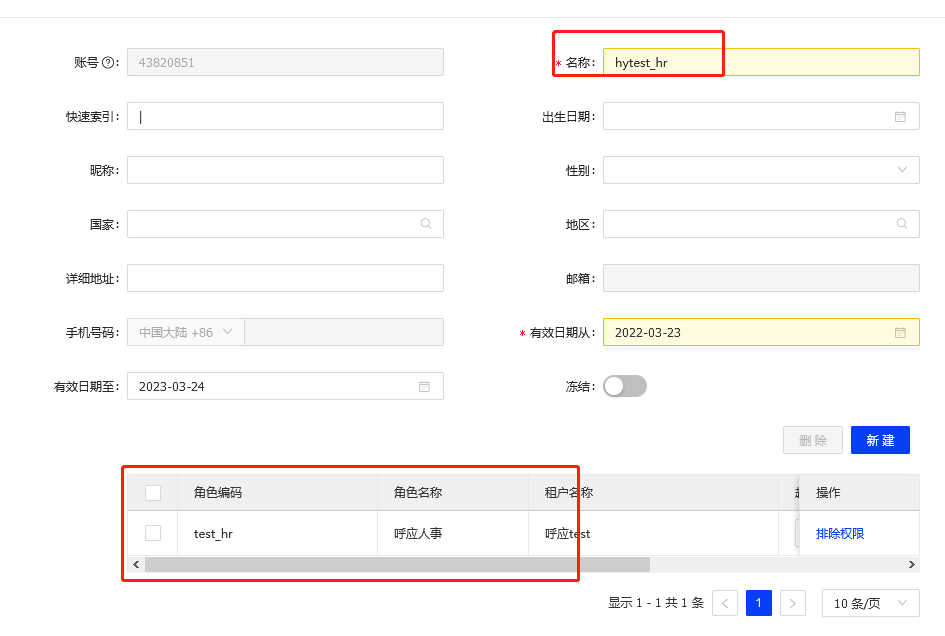 账号?: 43820851
* 名称: hytest_hr
快速索引:
出生日期:
昵称:
性别:
国家:
地区:
详细地址:
邮箱:
手机号码: 中国大陆 +86
* 有效日期从: 2022-03-23
有效日期至: 2023-03-24
冻结:
删除 新建
角色编码 角色名称 租户名称 操作
test_hr 呼应人事 呼应test 排除权限
显示 1 - 1 共 1 条 < 1 > 10 条/页